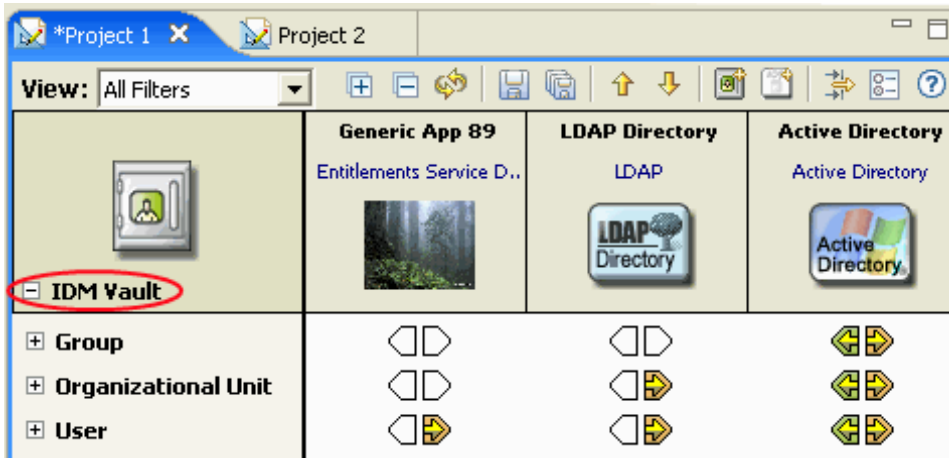 *Project 1 Project 2
View: All Filters
Generic App 89 LDAP Directory Active Directory
Entitlements Service D.. LDAP Active Directory
LDAP Directory
Active Directory
IDM Vault
Group
Organizational Unit
User